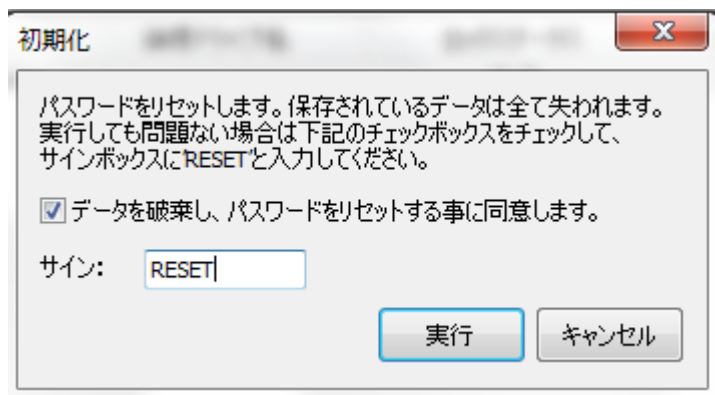 初期化
パスワードをリセットします。保存されているデータは全て失われます。
実行しても問題ない場合は下記のチェックボックスをチェックして、
サインボックスに'RESET'と入力してください。
データを破棄し、パスワードをリセットする事に同意します。
サイン:
RESET
実行
キャンセル